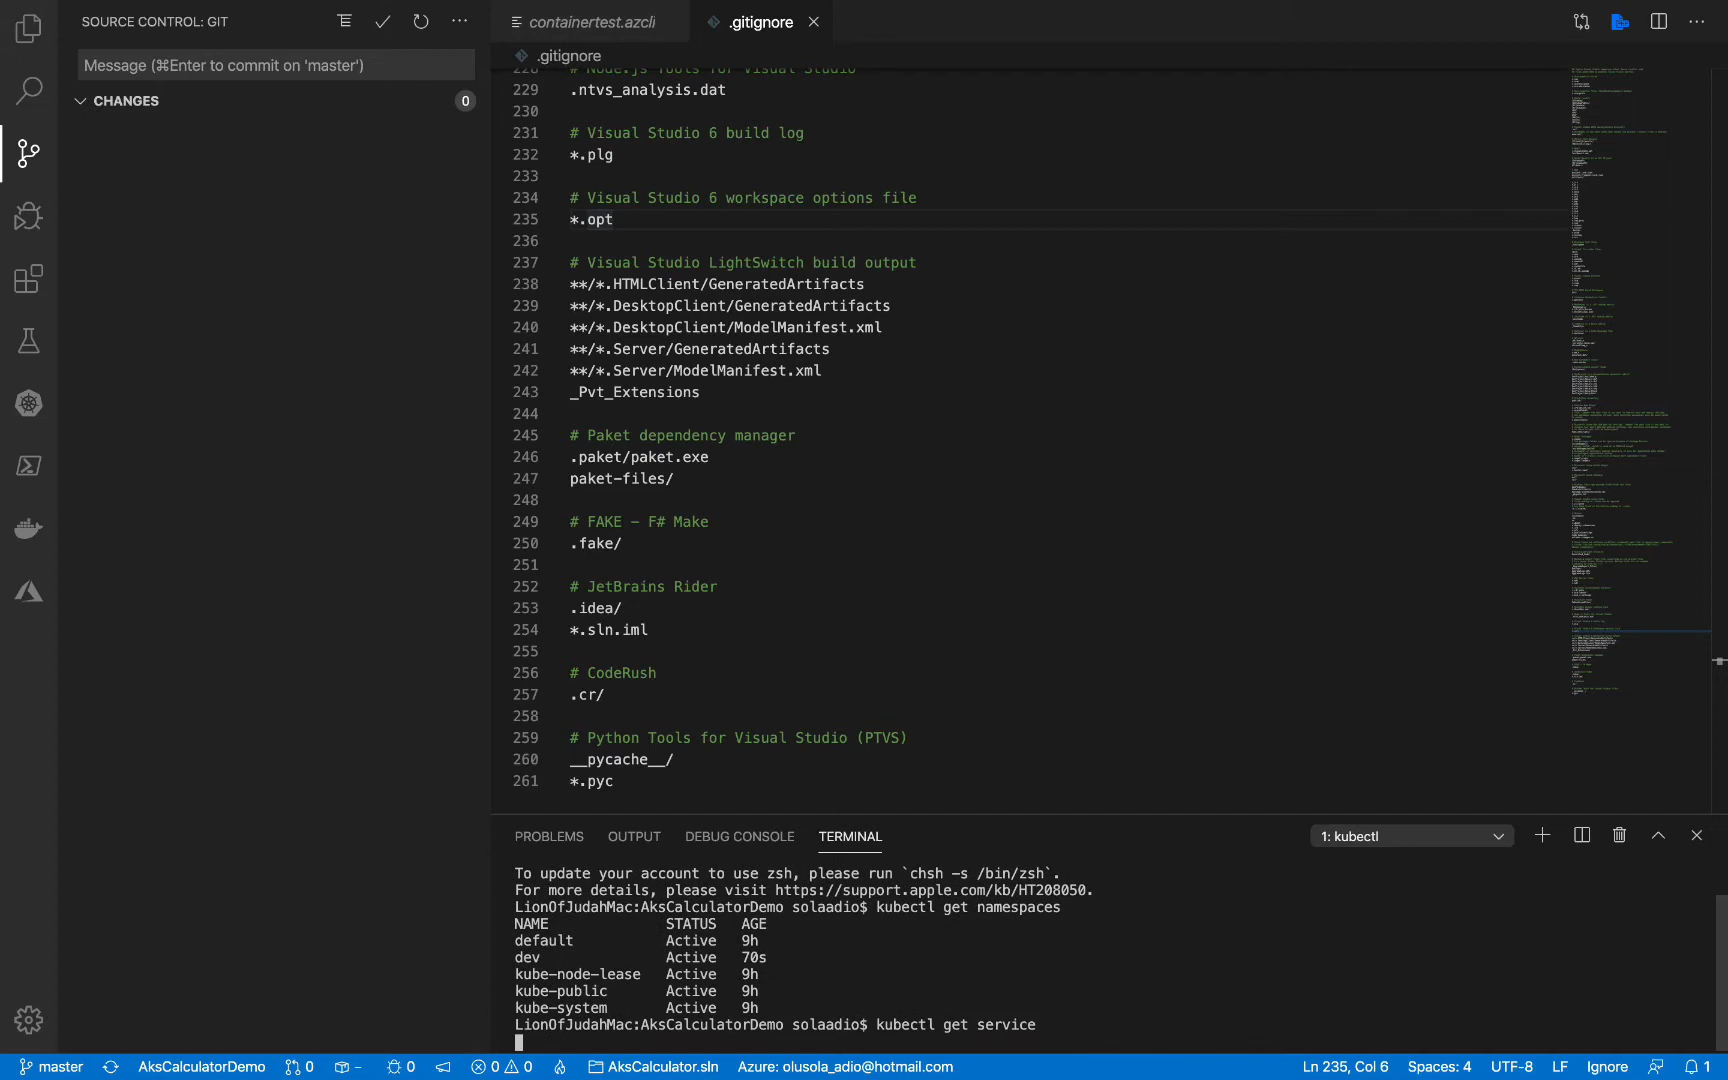 SOURCE CONTROL: GIT
Message (⌘Enter to commit on 'master')
CHANGES
0
containertest.azcli
.gitignore
.gitignore
228 # Node.js Tools for Visual Studio
229 .ntvs_analysis.dat
230
231 # Visual Studio 6 build log
232 *.plg
233
234 # Visual Studio 6 workspace options file
235 *.opt
236
237 # Visual Studio LightSwitch build output
238 **/*.HTMLClient/GeneratedArtifacts
239 **/*.DesktopClient/GeneratedArtifacts
240 **/*.DesktopClient/ModelManifest.xml
241 **/*.Server/GeneratedArtifacts
242 **/*.Server/ModelManifest.xml
243 _Pvt_Extensions
244
245 # Paket dependency manager
246 .paket/paket.exe
247 paket-files/
248
249 # FAKE - F# Make
250 .fake/
251
252 # JetBrains Rider
253 .idea/
254 *.sln.iml
255
256 # CodeRush
257 .cr/
258
259 # Python Tools for Visual Studio (PTVS)
260 __pycache__/
261 *.pyc
PROBLEMS OUTPUT DEBUG CONSOLE TERMINAL
1: kubectl
To update your account to use zsh, please run `chsh -s /bin/zsh`.
For more details, please visit https://support.apple.com/kb/HT208050.
LionOfJudahMac:AksCalculatorDemo solaadio$ kubectl get namespaces
NAME STATUS AGE
default Active 9h
dev Active 70s
kube-node-lease Active 9h
kube-public Active 9h
kube-system Active 9h
LionOfJudahMac:AksCalculatorDemo solaadio$ kubectl get service
master AksCalculatorDemo 0 - 0 0 0 AksCalculator.sln Azure: olusola_adio@hotmail.com Ln 235, Col 6 Spaces: 4 UTF-8 LF Ignore 1